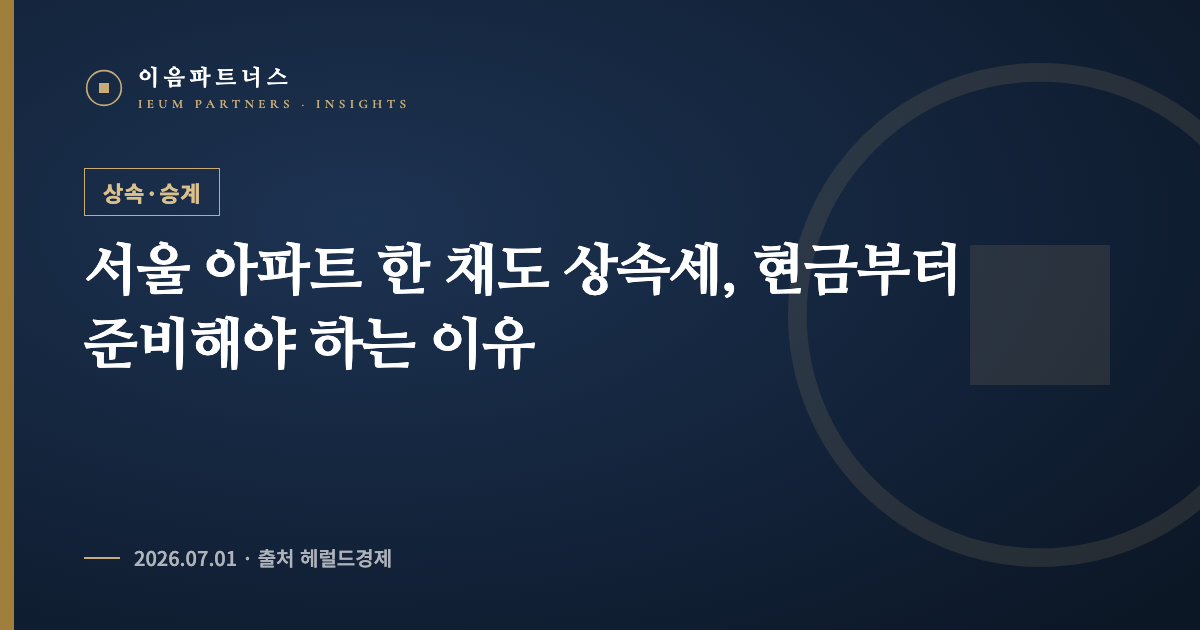 이음파트너스
IEUM PARTNERS · INSIGHTS
상속·승계
서울 아파트 한 채도 상속세, 현금부터
준비해야 하는 이유
2026.07.01 · 출처 헤럴드경제